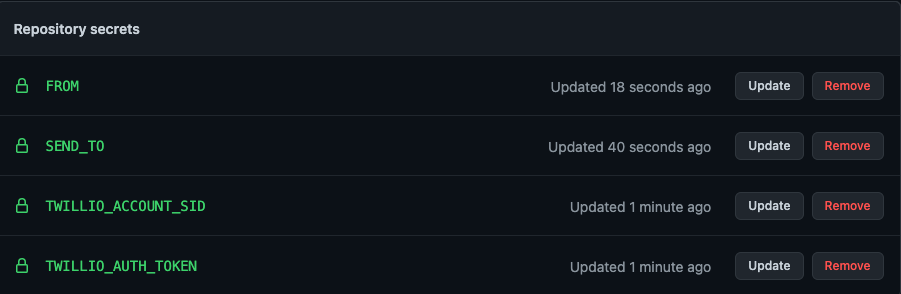 Repository secrets
FROM Updated 18 seconds ago Update Remove
SEND_TO Updated 40 seconds ago Update Remove
TWILLIO_ACCOUNT_SID Updated 1 minute ago Update Remove
TWILLIO_AUTH_TOKEN Updated 1 minute ago Update Remove